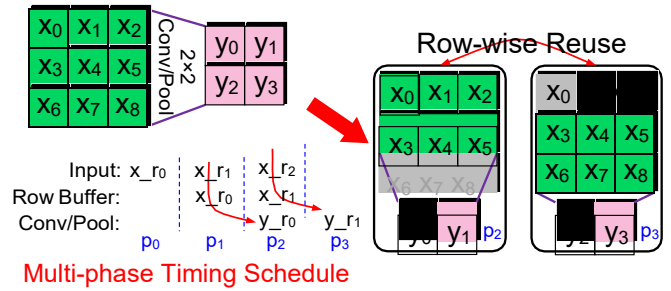 x0 x1 x2
x3 x4 x5
x6 x7 x8
2×2
Conv/Pool
y0 y1
y2 y3
Row-wise Reuse
x0 x1 x2
x3 x4 x5
x6 x7 x8
y0 y1
p2
x0
x3 x4 x5
x6 x7 x8
y2 y3
p3
Input: x_r0 x_r1 x_r2
Row Buffer: x_r0 x_r1
Conv/Pool: y_r0 y_r1
p0 p1 p2 p3
Multi-phase Timing Schedule